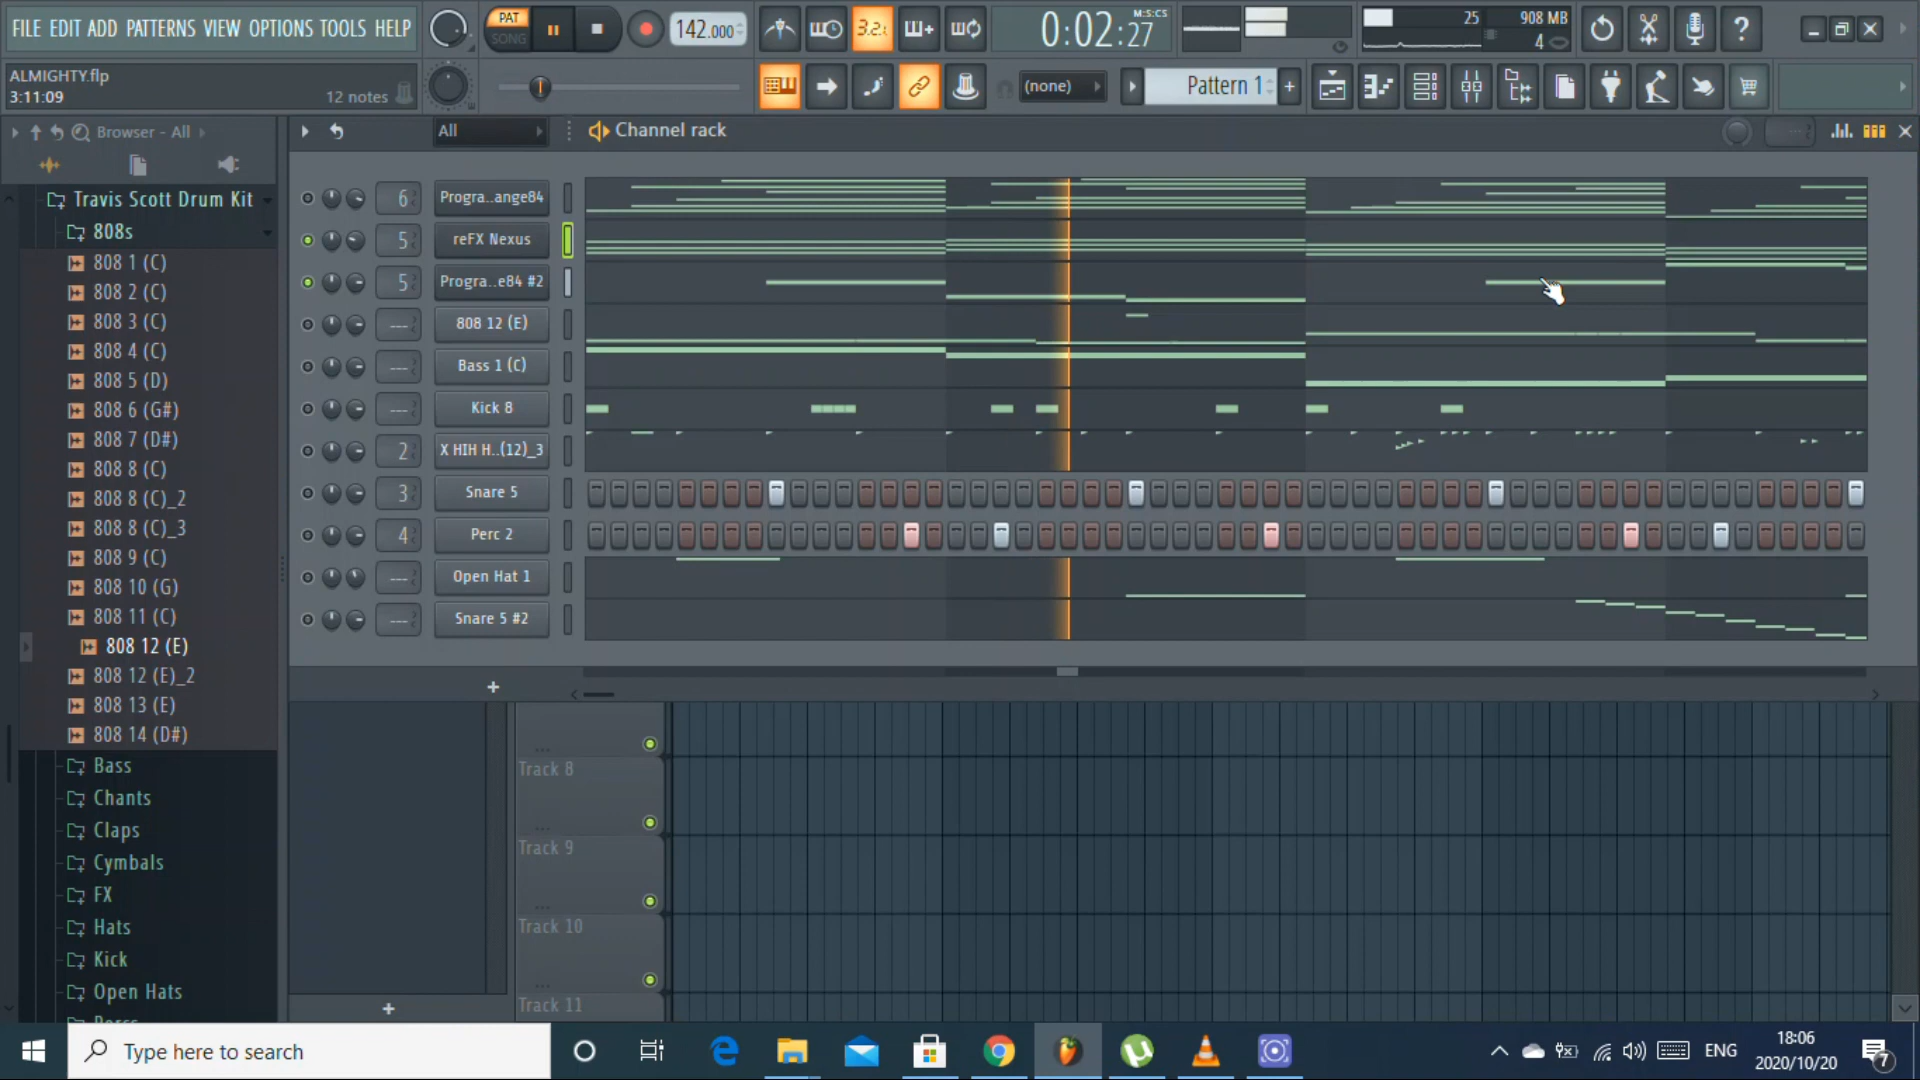 FILE EDIT ADD PATTERNS VIEW OPTIONS TOOLS HELP
PAT
SONG
142.000
3.2.
0:02:27
M:S:CS
25
908 MB
4
ALMIGHTY.flp
3:11:09
12 notes
(none)
Pattern 1
Browser - All
All
Channel rack
Travis Scott Drum Kit
808s
808 1 (C)
808 2 (C)
808 3 (C)
808 4 (C)
808 5 (D)
808 6 (G#)
808 7 (D#)
808 8 (C)
808 8 (C)_2
808 8 (C)_3
808 9 (C)
808 10 (G)
808 11 (C)
808 12 (E)
808 12 (E)_2
808 13 (E)
808 14 (D#)
Bass
Chants
Claps
Cymbals
FX
Hats
Kick
Open Hats
6 Progra..ange84
5 reFX Nexus
5 Progra..e84 #2
--- 808 12 (E)
--- Bass 1 (C)
--- Kick 8
2 X HIH H..(12)_3
3 Snare 5
4 Perc 2
--- Open Hat 1
--- Snare 5 #2
Track 8
Track 9
Track 10
Track 11
Type here to search
ENG
18:06
2020/10/20
7